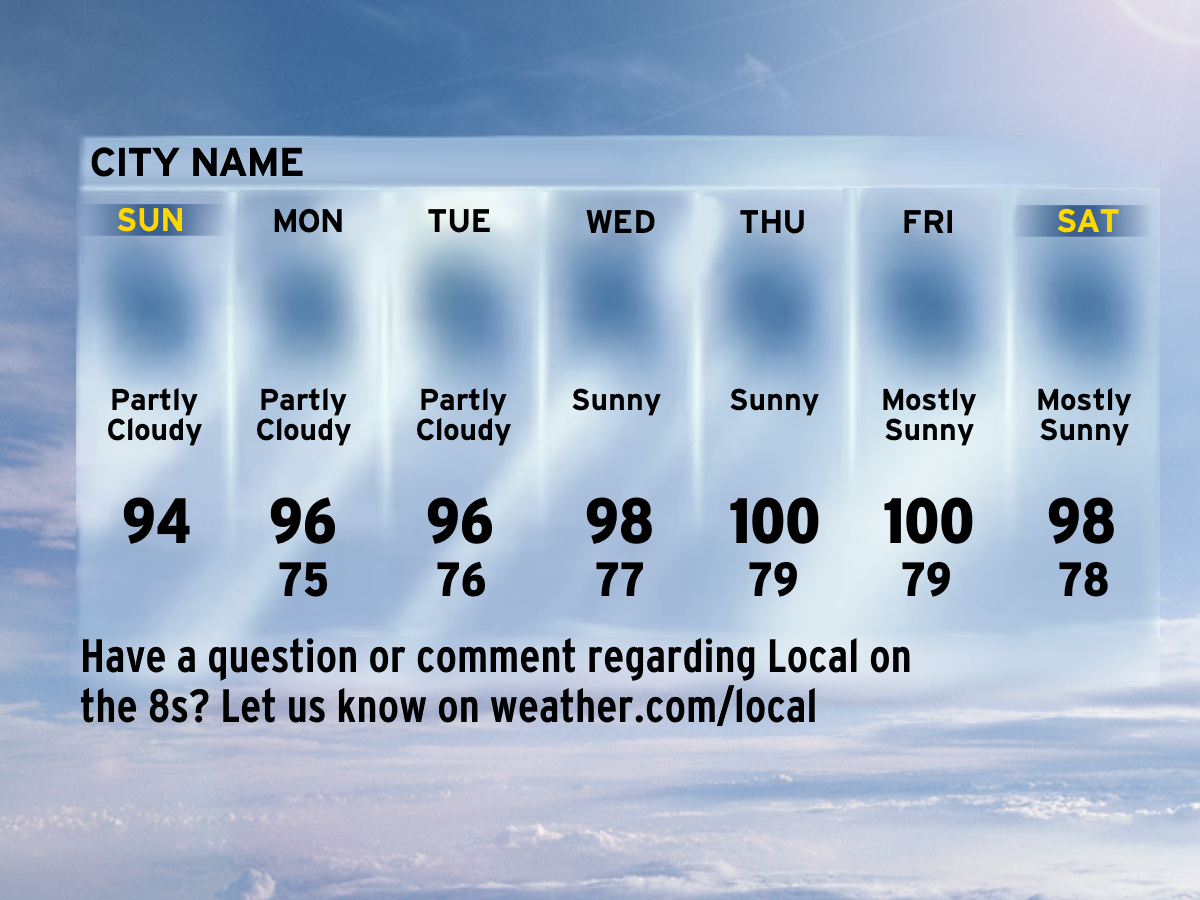 CITY NAME
SUN MON TUE WED THU FRI SAT
Partly Partly Partly Sunny Sunny Mostly Mostly
Cloudy Cloudy Cloudy Sunny Sunny
94 96 96 98 100 100 98
75 76 77 79 79 78
Have a question or comment regarding Local on
the 8s? Let us know on weather.com/local